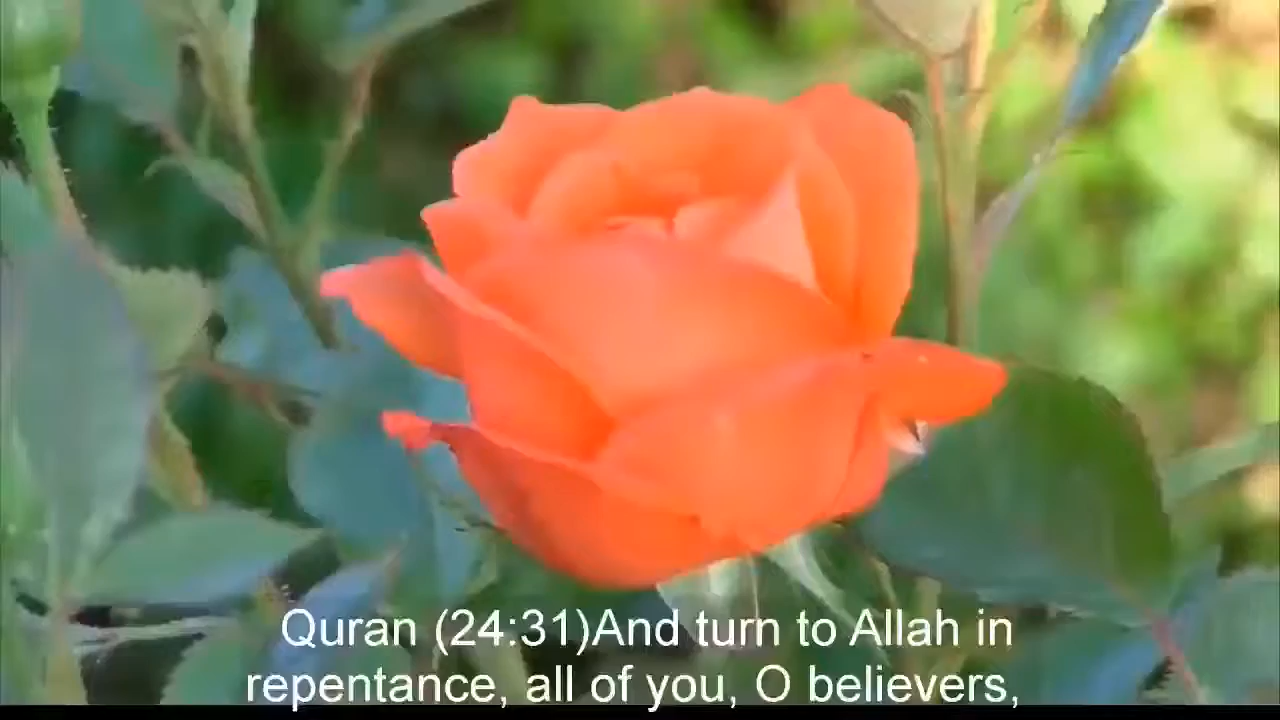 Quran (24:31)And turn to Allah in
repentance, all of you, O believers,